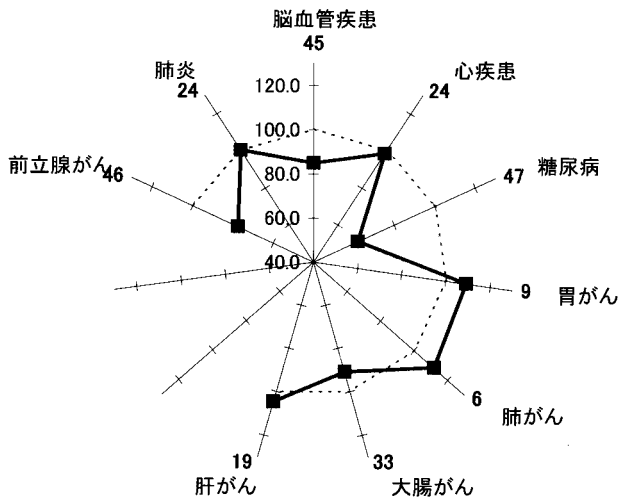 脳血管疾患
45
心疾患
24
糖尿病
47
胃がん
9
肺がん
6
大腸がん
33
肝がん
19
前立腺がん
46
肺炎
24
120.0
100.0
80.0
60.0
40.0